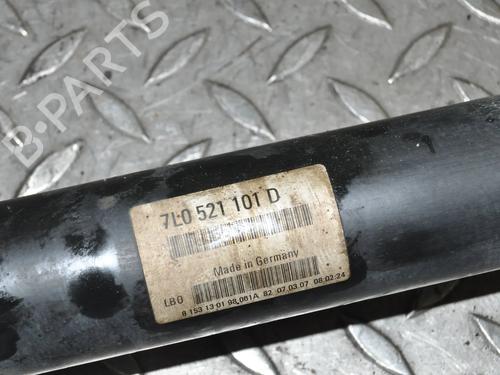 B-PARTS
7L0 521 101 D
Made in Germany
LB0
8 153 13 01 98 061A 82 07.03.07 08:02:24